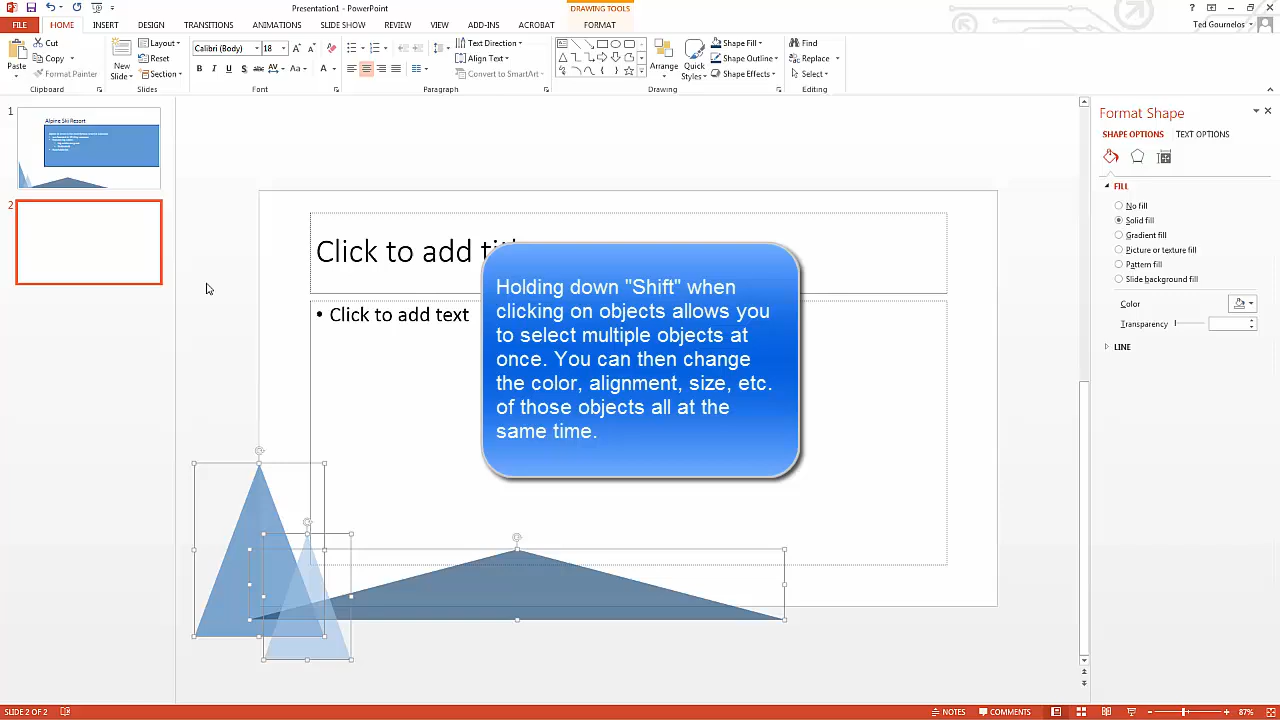 Presentation1 - PowerPoint
DRAWING TOOLS
FILE
HOME
INSERT
DESIGN
TRANSITIONS
ANIMATIONS
SLIDE SHOW
REVIEW
VIEW
ADD-INS
ACROBAT
FORMAT
Ted Gournelos
Paste
Cut
Copy
Format Painter
Clipboard
New
Slide
Layout
Reset
Section
Slides
Calibri (Body)
18
Font
Text Direction
Align Text
Convert to SmartArt
Paragraph
Arrange
Quick
Styles
Shape Fill
Shape Outline
Shape Effects
Drawing
Find
Replace
Select
Editing
1
Alpine Ski Resort
2
Click to add
Click to add text
Holding down "Shift" when
clicking on objects allows you
to select multiple objects at
once. You can then change
the color, alignment, size, etc.
of those objects all at the
same time.
Format Shape
SHAPE OPTIONS
TEXT OPTIONS
FILL
No fill
Solid fill
Gradient fill
Picture or texture fill
Pattern fill
Slide background fill
Color
Transparency
LINE
SLIDE 2 OF 2
NOTES
COMMENTS
87%